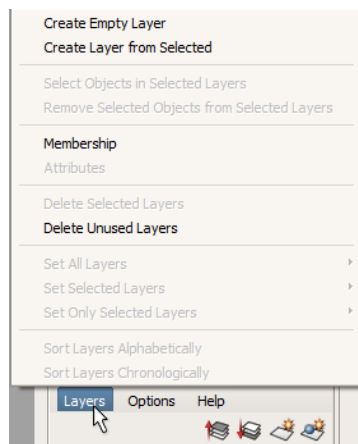 Create Empty Layer
Create Layer from Selected
Select Objects in Selected Layers
Remove Selected Objects from Selected Layers
Membership
Attributes
Delete Selected Layers
Delete Unused Layers
Set All Layers
Set Selected Layers
Set Only Selected Layers
Sort Layers Alphabetically
Sort Layers Chronologically
Layers Options Help